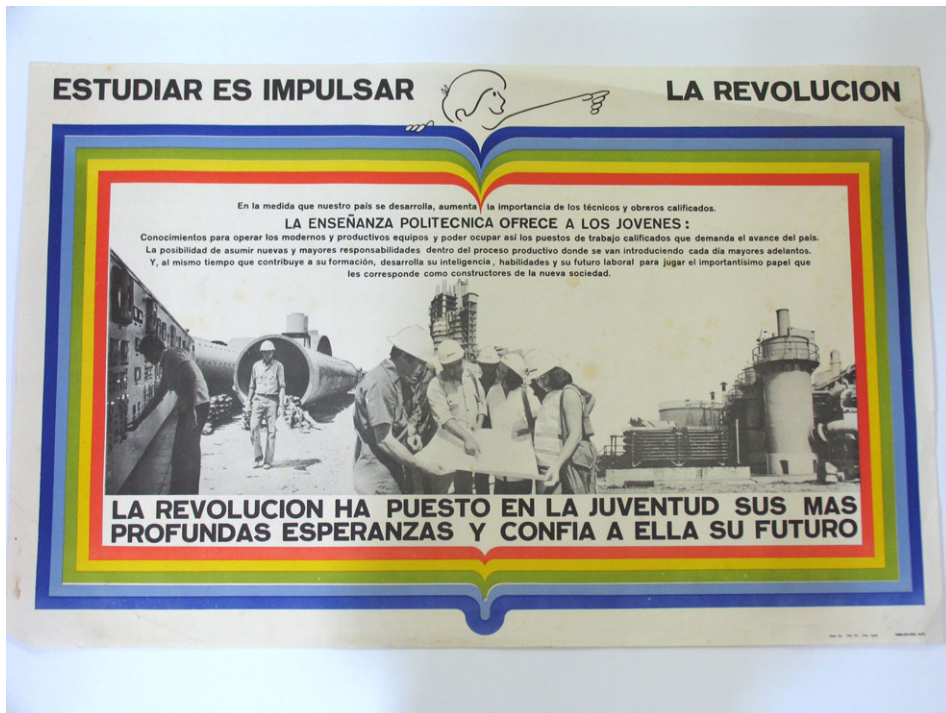 ESTUDIAR ES IMPULSAR LA REVOLUCION
En la medida que nuestro país se desarrolla, aumenta la importancia de los técnicos y obreros calificados.
LA ENSEÑANZA POLITECNICA OFRECE A LOS JOVENES:
Conocimientos para operar los modernos y productivos equipos y poder ocupar así los puestos de trabajo calificados que demanda el avance del país.
La posibilidad de asumir nuevas y mayores responsabilidades dentro del proceso productivo donde se van introduciendo cada día mayores adelantos.
Y, al mismo tiempo que contribuye a su formación, desarrolla su inteligencia, habilidades y su futuro laboral para jugar el importantísimo papel que
les corresponde como constructores de la nueva sociedad.
LA REVOLUCION HA PUESTO EN LA JUVENTUD SUS MAS
PROFUNDAS ESPERANZAS Y CONFIA A ELLA SU FUTURO